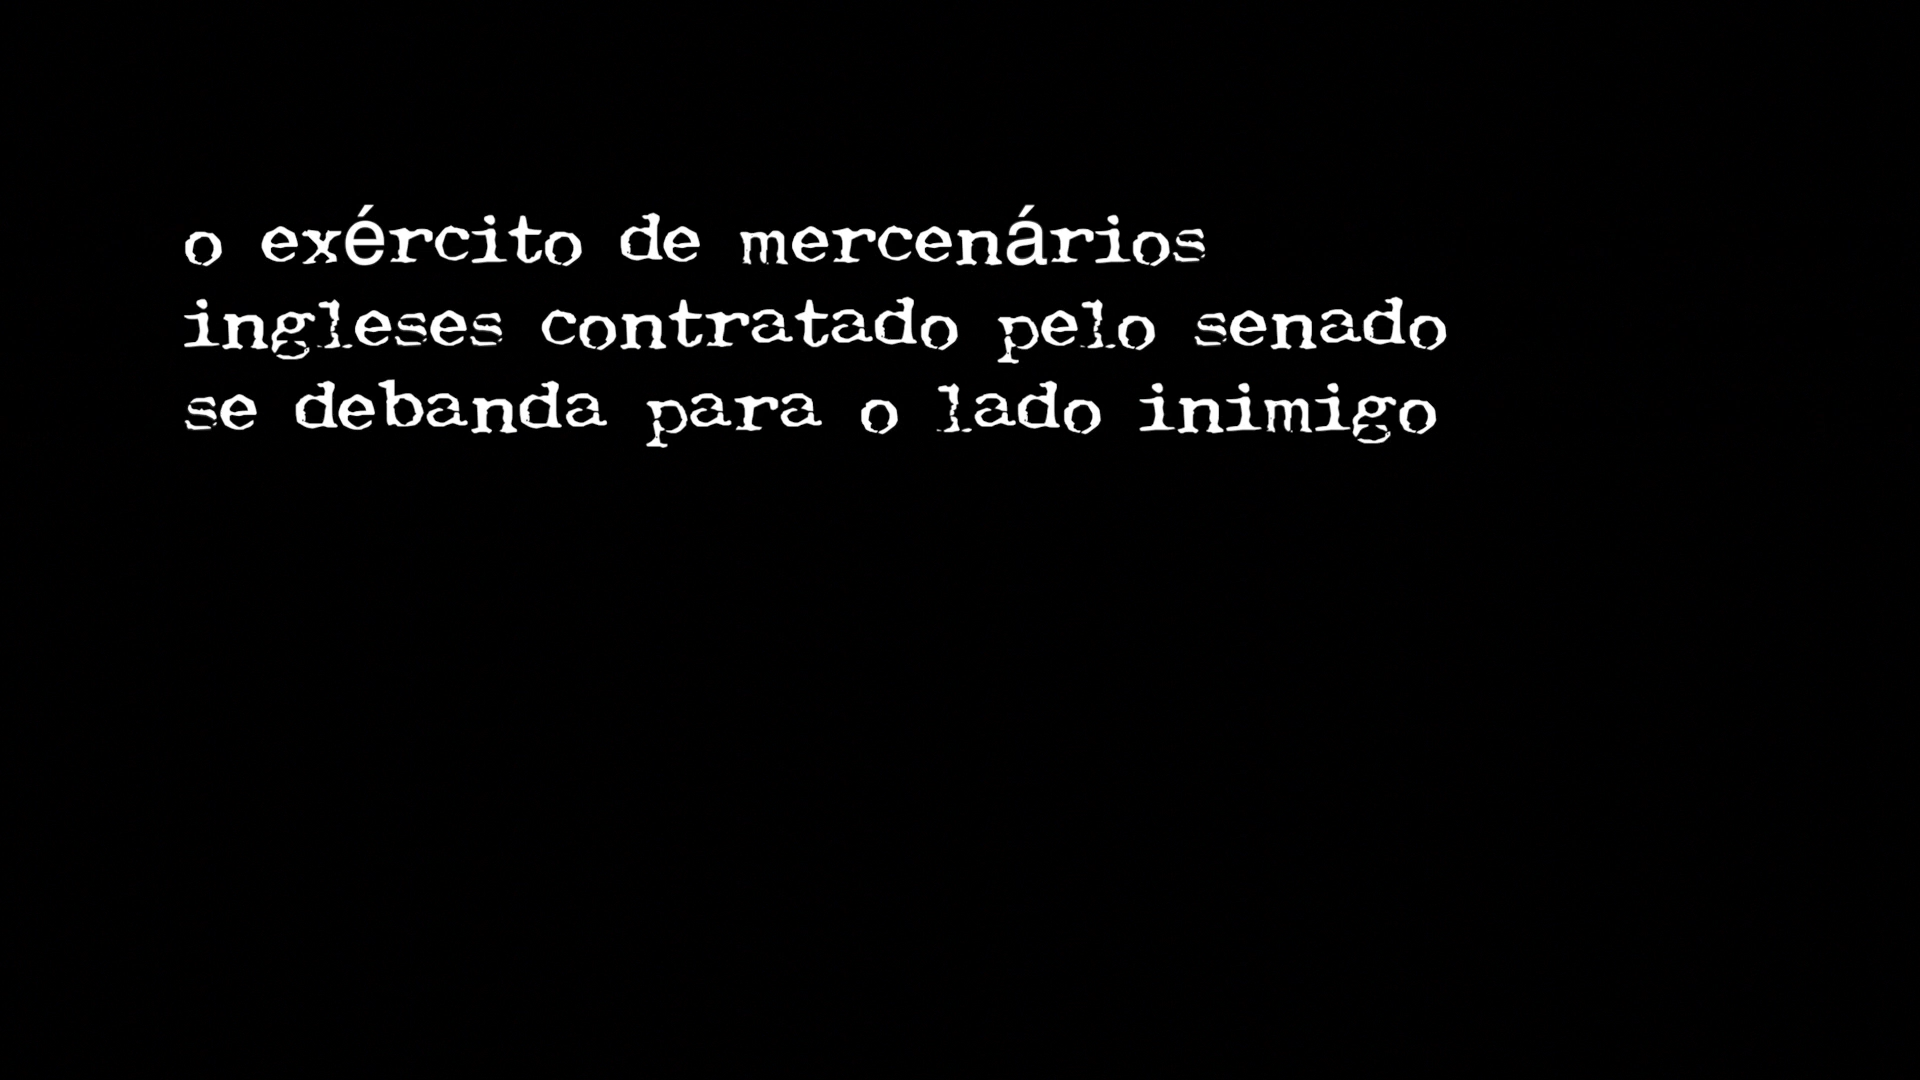 o exército de mercenários
ingleses contratado pelo senado
se debanda para o lado inimigo